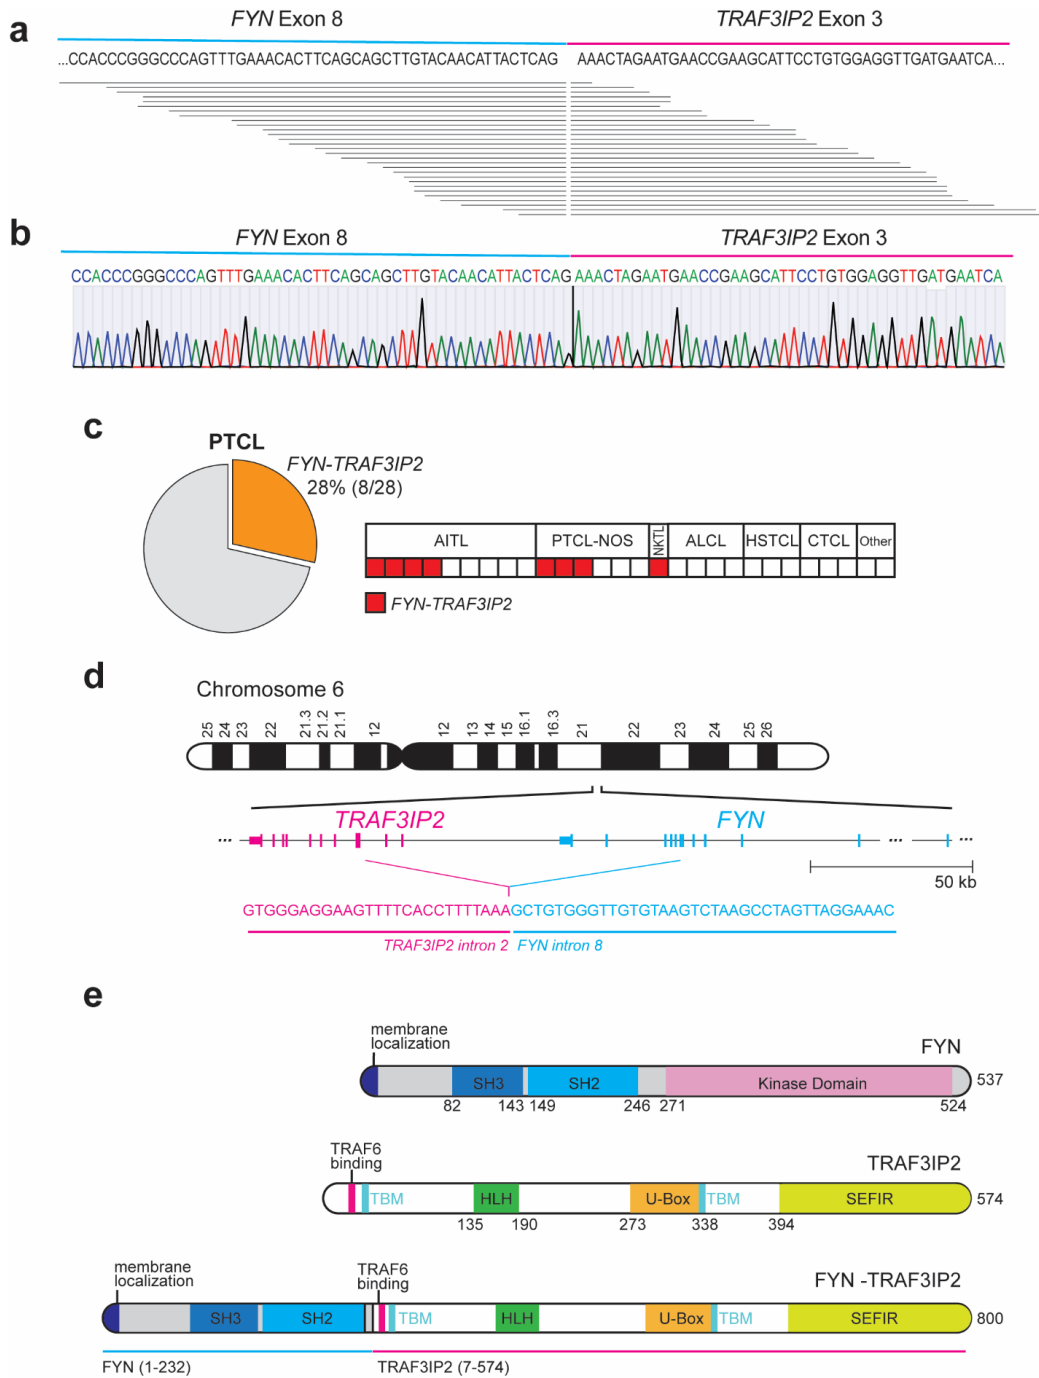 a
FYN Exon 8
TRAF3IP2 Exon 3
...CCACCCGGGCCCAGTTTGAAACACTTCAGCAGCTTGTACAACATTACTCAG AAACTAGAATGAACCGAAGCATTCCTGTGGAGGTTGATGAATCA...
b
FYN Exon 8
TRAF3IP2 Exon 3
CCACCCGGGCCCAGTTTGAAACACTTCAGCAGCTTGTACAACATTACTCAGAAACTAGAATGAACCGAAGCATTCCTGTGGAGGTTGATGAATCA
c
PTCL
FYN-TRAF3IP2
28% (8/28)
AITL PTCL-NOS NKTL ALCL HSTCL CTCL Other
FYN-TRAF3IP2
d
Chromosome 6
25 24 23 22 21.3 21.2 21.1 12 12 13 14 15 16.1 16.3 21 22 23 24 25 26
TRAF3IP2 FYN
... ... ...
50 kb
GTGGGAGGAAGTTTTCACCTTTTAAAGCTGTGGGTTGTGTAAGTCTAAGCCTAGTTAGGAAAC
TRAF3IP2 intron 2 FYN intron 8
e
membrane
localization
FYN
SH3 SH2 Kinase Domain 537
82 143 149 246 271 524
TRAF6
binding
TRAF3IP2
TBM HLH U-Box TBM SEFIR 574
135 190 273 338 394
membrane
localization
TRAF6
binding
FYN -TRAF3IP2
SH3 SH2 TBM HLH U-Box TBM SEFIR 800
FYN (1-232) TRAF3IP2 (7-574)